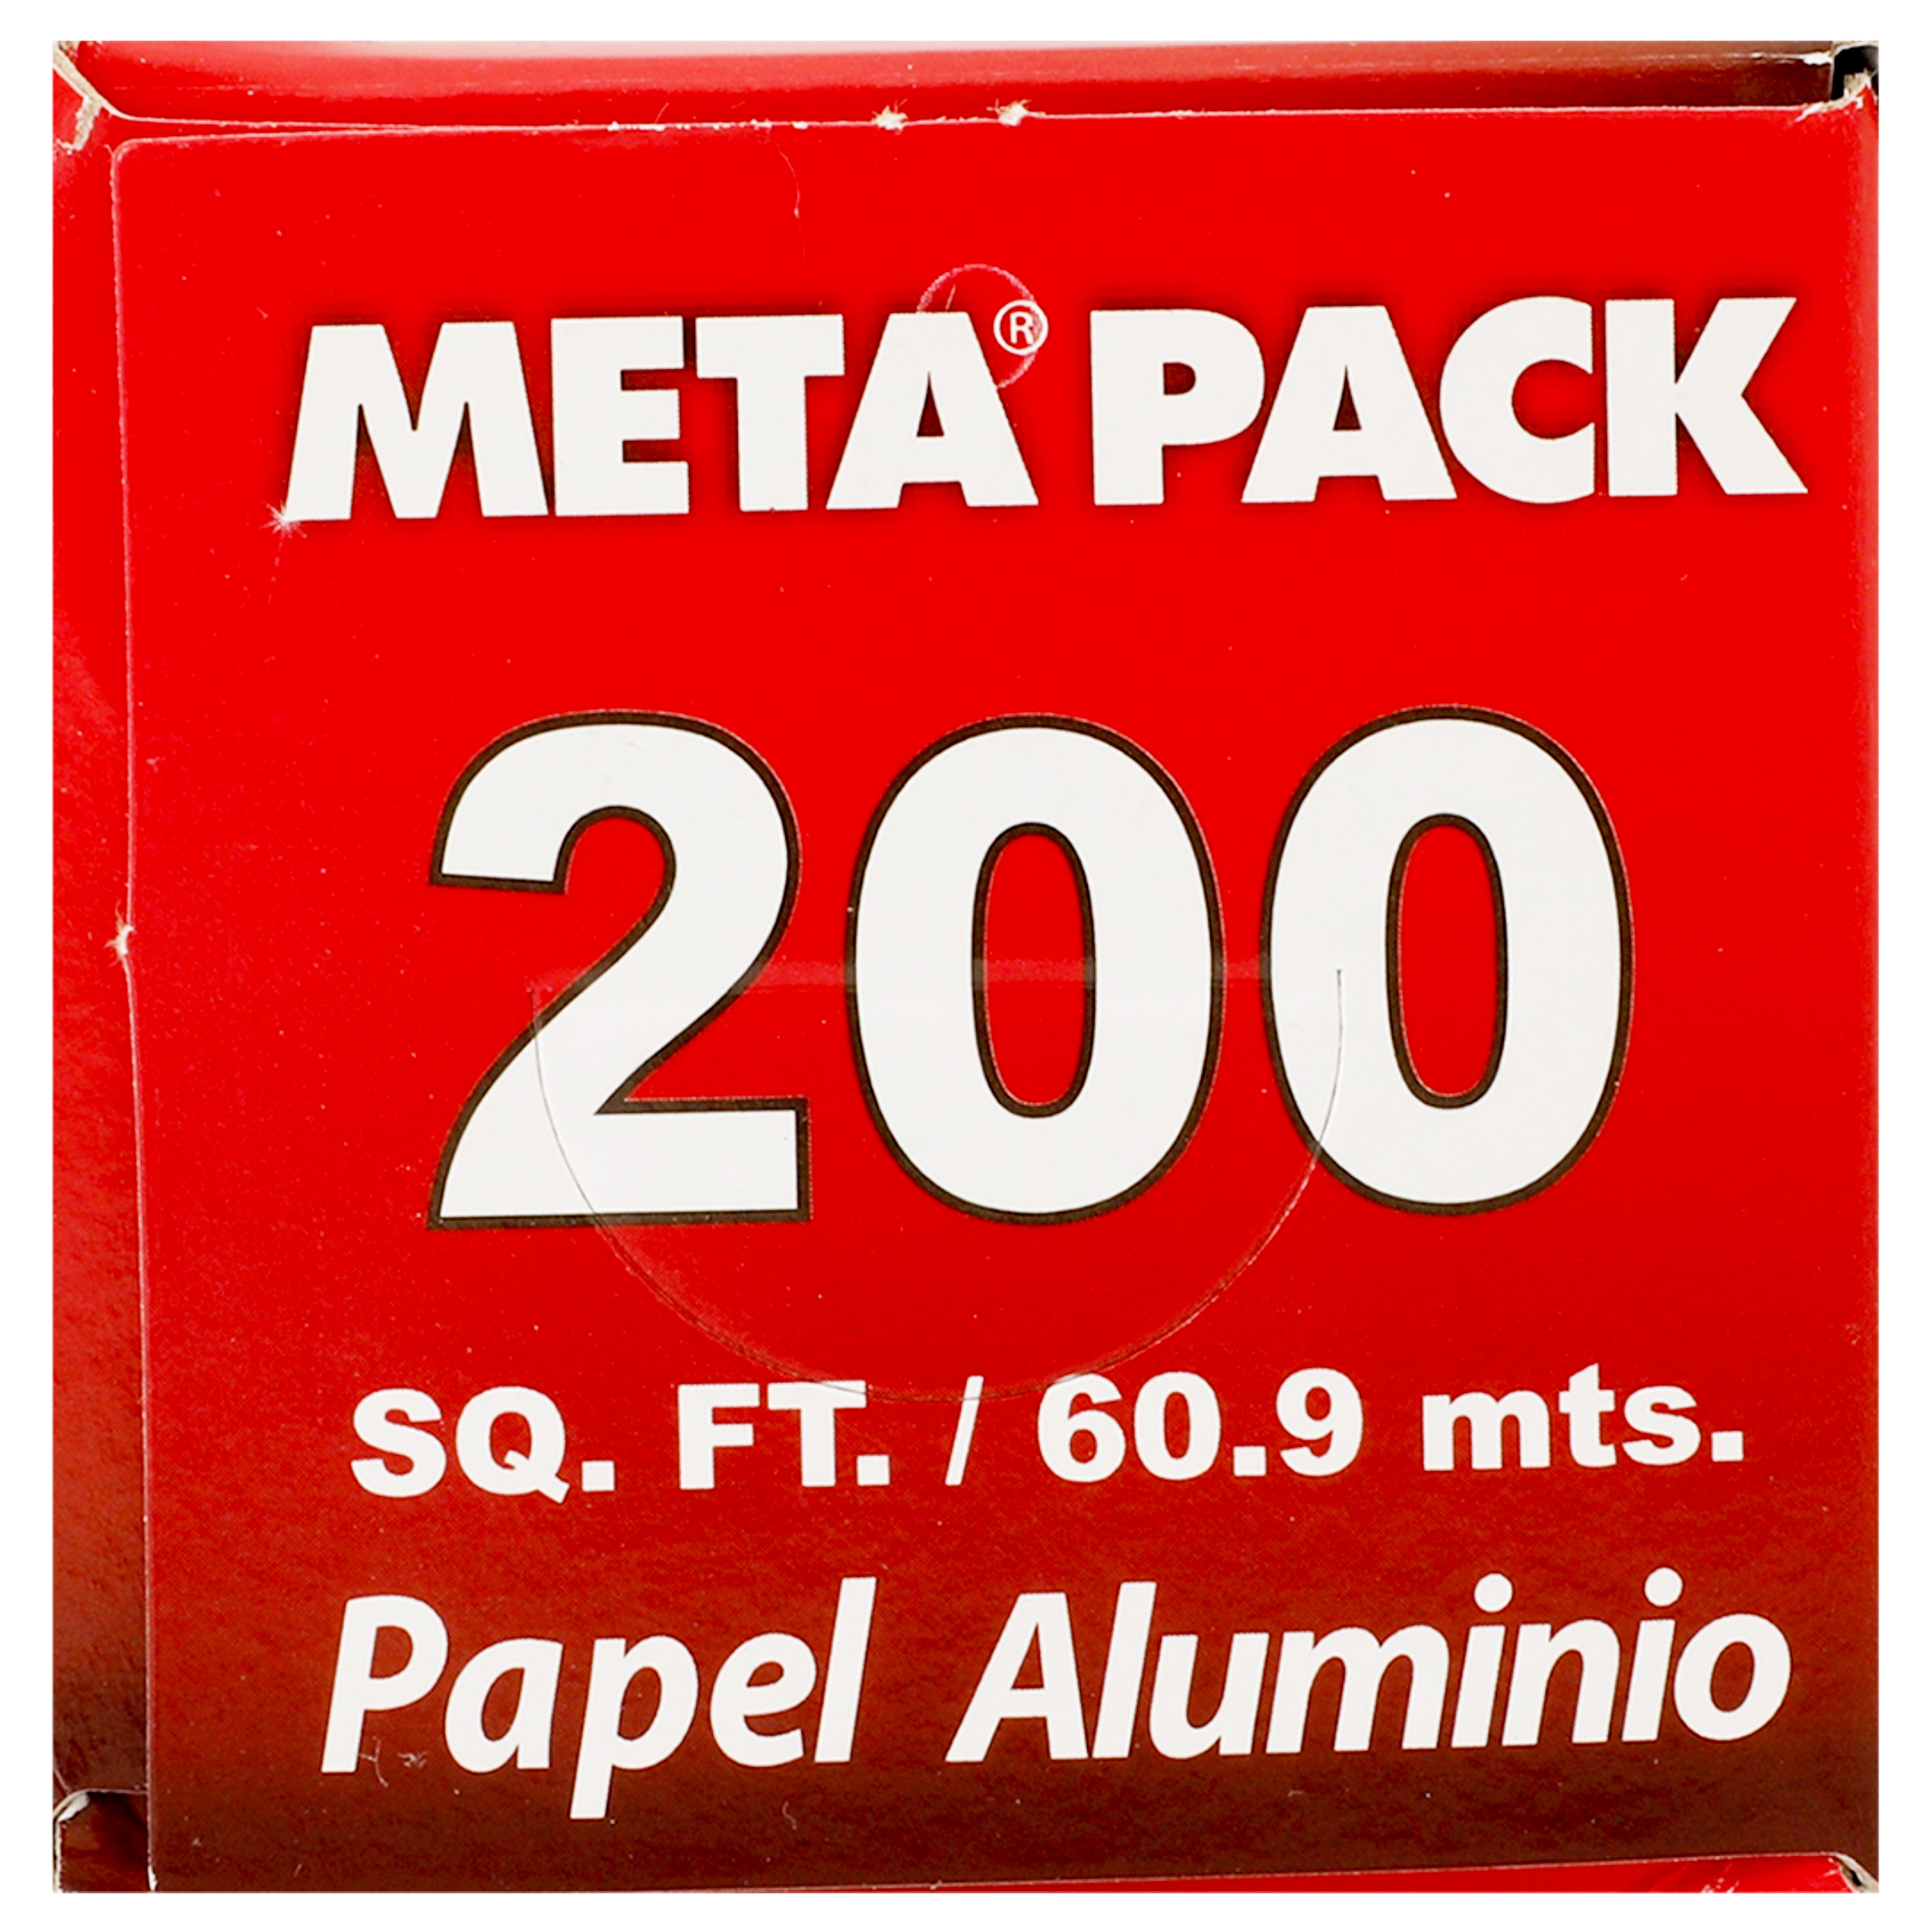 META® PACK
200
SQ. FT. / 60.9 mts.
Papel Aluminio